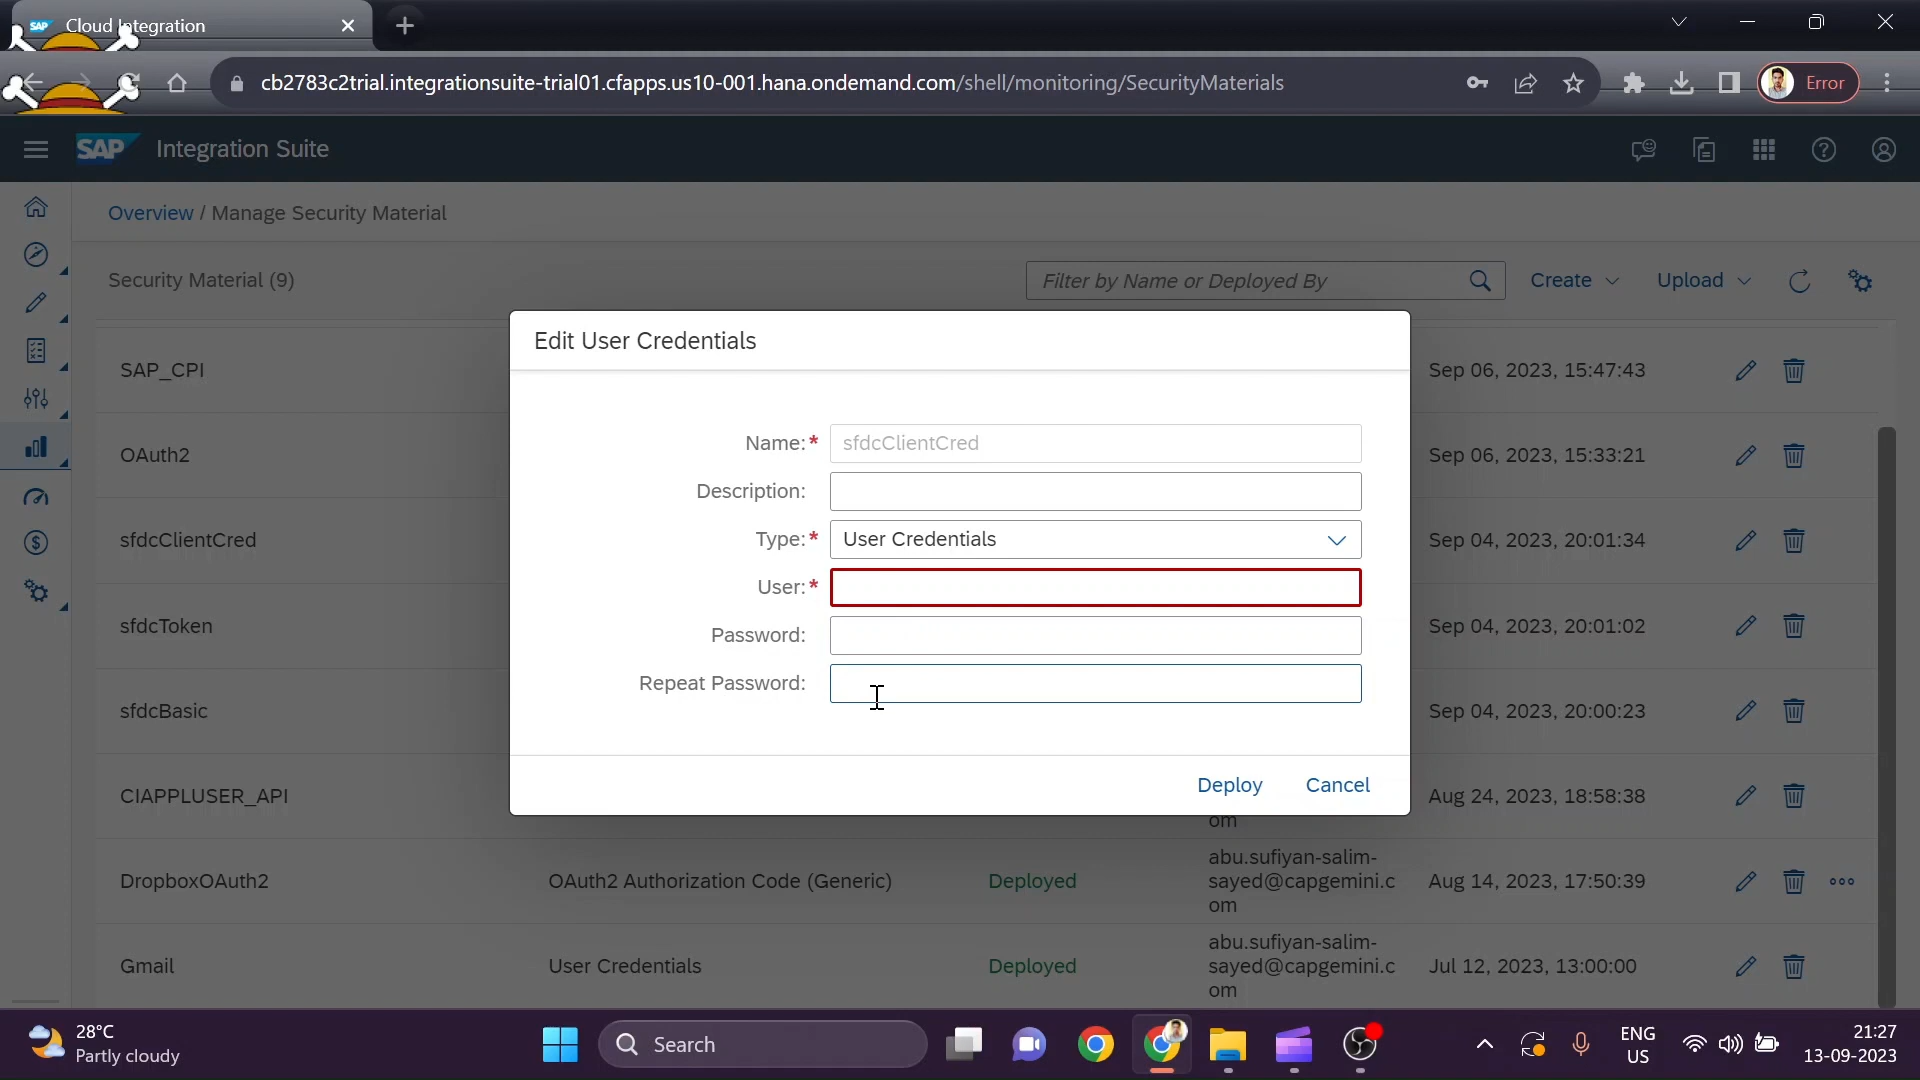 SAP Cloud Integration
cb2783c2trial.integrationsuite-trial01.cfapps.us10-001.hana.ondemand.com/shell/monitoring/SecurityMaterials
Error
SAP Integration Suite
Overview / Manage Security Material
Security Material (9)
Filter by Name or Deployed By
Create
Upload
Edit User Credentials
Name:* sfdcClientCred
Description:
Type:* User Credentials
User:*
Password:
Repeat Password:
Deploy Cancel
SAP_CPI Sep 06, 2023, 15:47:43
OAuth2 Sep 06, 2023, 15:33:21
sfdcClientCred Sep 04, 2023, 20:01:34
sfdcToken Sep 04, 2023, 20:01:02
sfdcBasic Sep 04, 2023, 20:00:23
CIAPPLUSER_API Aug 24, 2023, 18:58:38
om
abu.sufiyan-salim-
DropboxOAuth2 OAuth2 Authorization Code (Generic) Deployed sayed@capgemini.c Aug 14, 2023, 17:50:39
om
abu.sufiyan-salim-
Gmail User Credentials Deployed sayed@capgemini.c Jul 12, 2023, 13:00:00
om
28°C
Partly cloudy
Search
ENG
US
21:27
13-09-2023